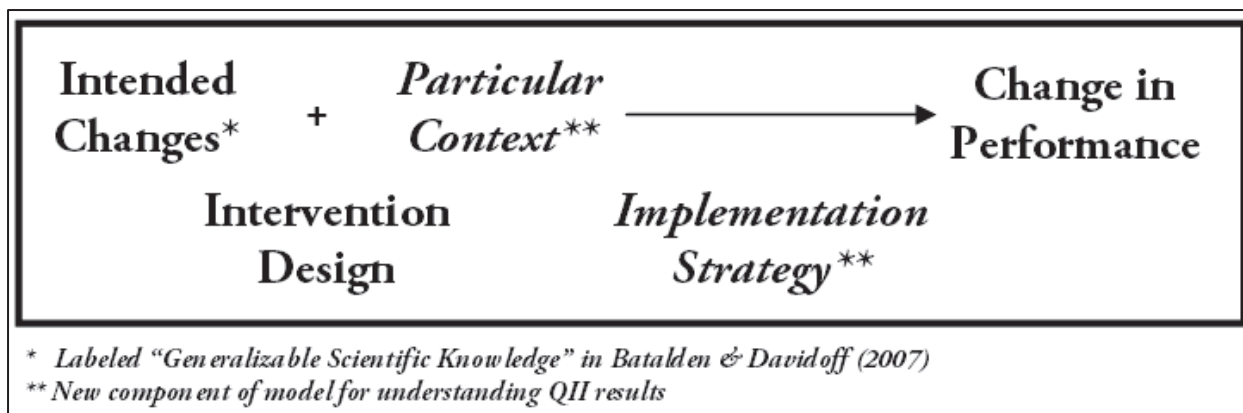 Intended Particular Change in
Changes* + Context** Performance
Intervention Implementation
Design Strategy**
* Labeled “Generalizable Scientific Knowledge” in Batalden & Davidoff (2007)
** New component of model for understanding QII results